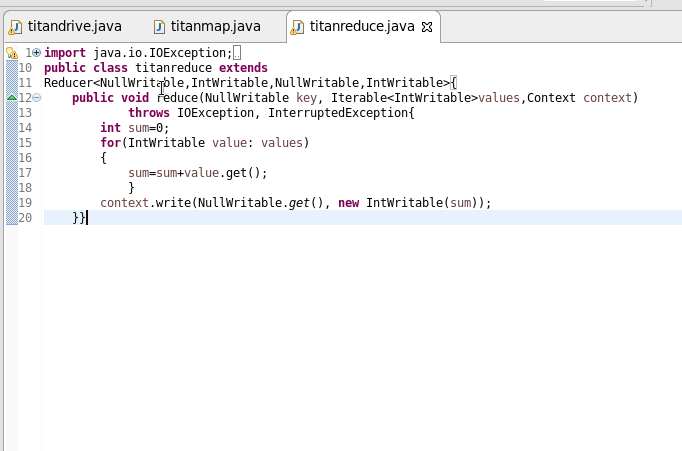 titandrive.java titanmap.java titanreduce.java
1 import java.io.IOException;
10 public class titanreduce extends
11 Reducer<NullWritable,IntWritable,NullWritable,IntWritable>{
12 public void reduce(NullWritable key, Iterable<IntWritable>values,Context context)
13 throws IOException, InterruptedException{
14 int sum=0;
15 for(IntWritable value: values)
16 {
17 sum=sum+value.get();
18 }
19 context.write(NullWritable.get(), new IntWritable(sum));
20 }}